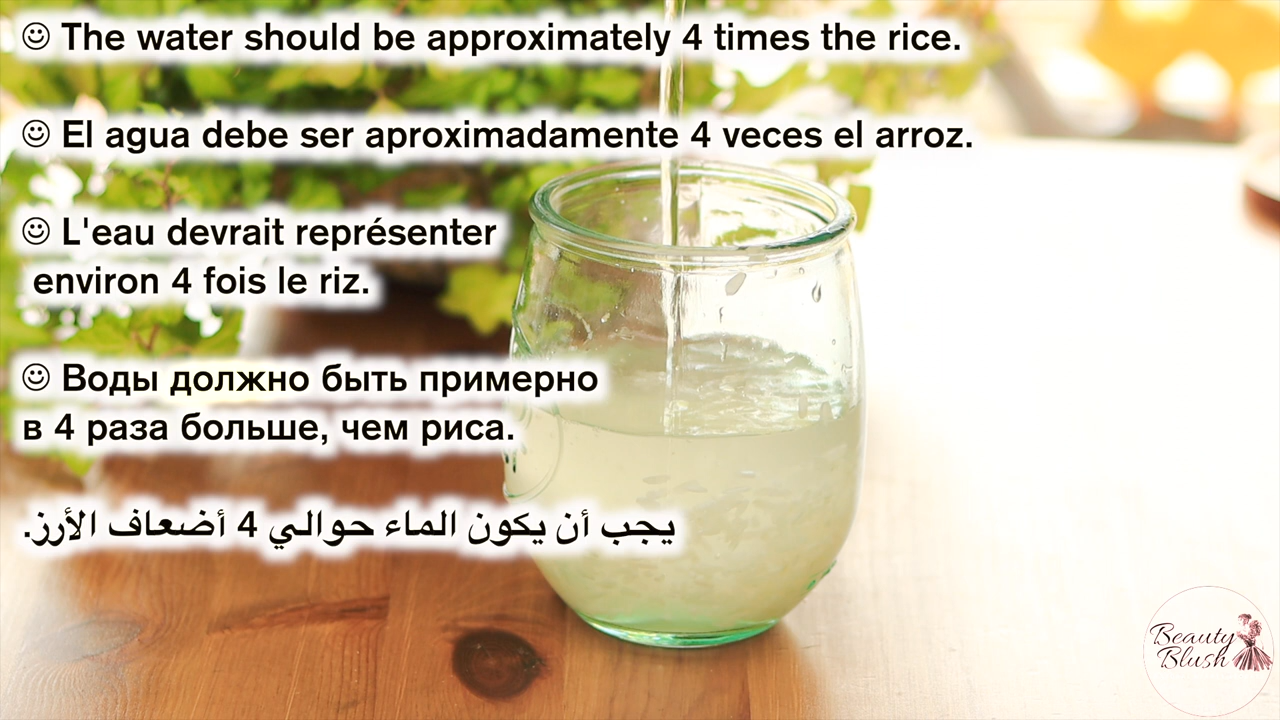 ☺ The water should be approximately 4 times the rice.
☺ El agua debe ser aproximadamente 4 veces el arroz.
☺ L'eau devrait représenter
environ 4 fois le riz.
☺ Воды должно быть примерно
в 4 раза больше, чем риса.
يجب أن يكون الماء حوالي 4 أضعاف الأرز.
Beauty
Blush